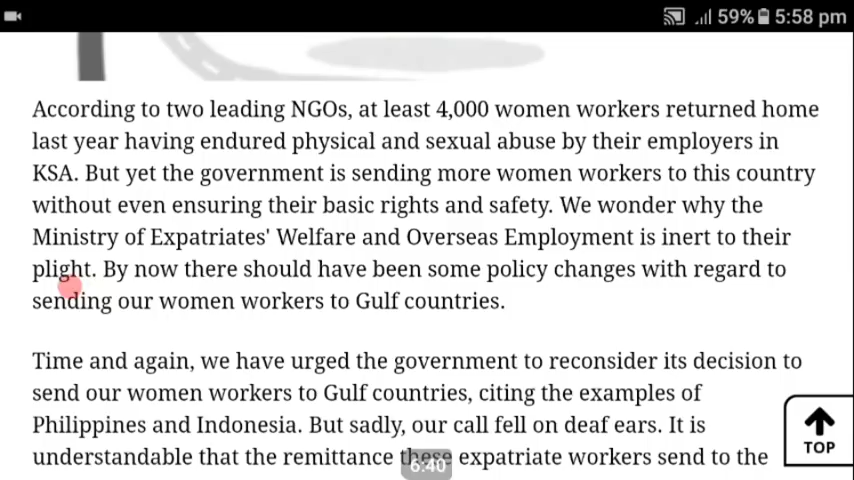 59% 5:58 pm
According to two leading NGOs, at least 4,000 women workers returned home
last year having endured physical and sexual abuse by their employers in
KSA. But yet the government is sending more women workers to this country
without even ensuring their basic rights and safety. We wonder why the
Ministry of Expatriates' Welfare and Overseas Employment is inert to their
plight. By now there should have been some policy changes with regard to
sending our women workers to Gulf countries.
Time and again, we have urged the government to reconsider its decision to
send our women workers to Gulf countries, citing the examples of
Philippines and Indonesia. But sadly, our call fell on deaf ears. It is
understandable that the remittance these expatriate workers send to the
TOP
6:40